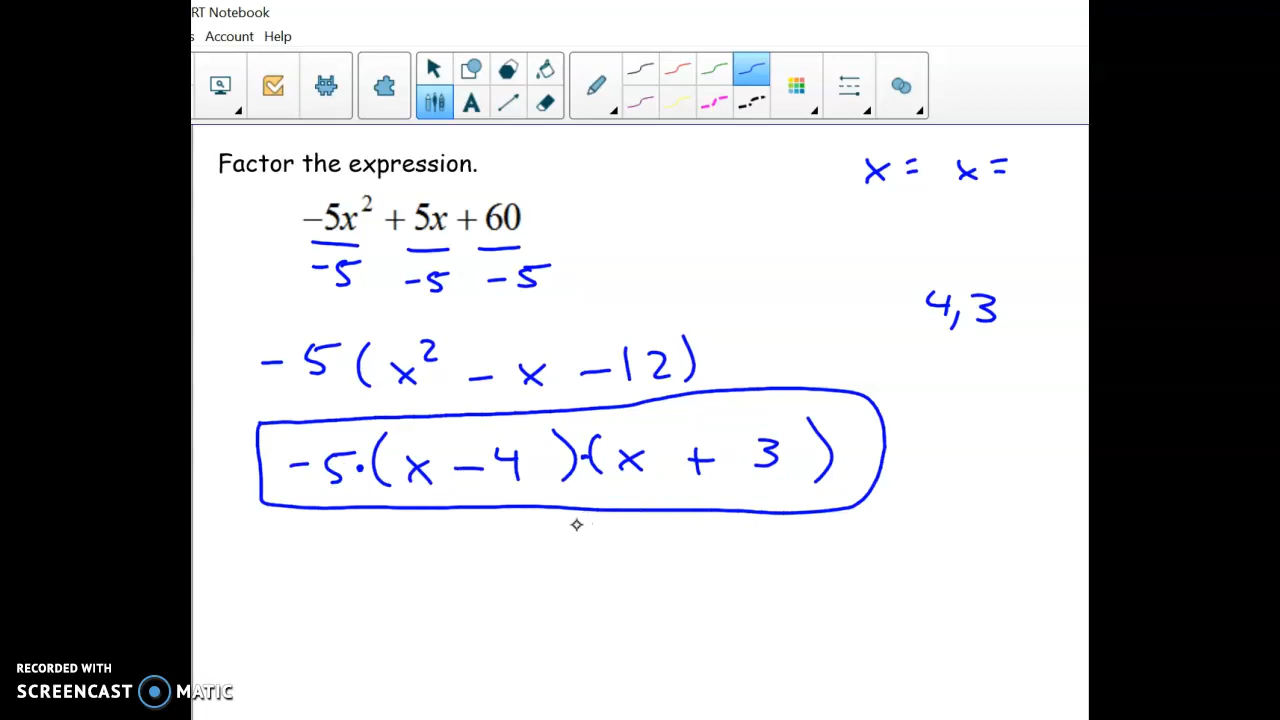 RT Notebook
s Account Help
Factor the expression.
x = x =
−5x² + 5x + 60
-5 -5 -5
4, 3
-5(x² - x - 12)
-5·(x - 4)·(x + 3)
RECORDED WITH
SCREENCAST MATIC